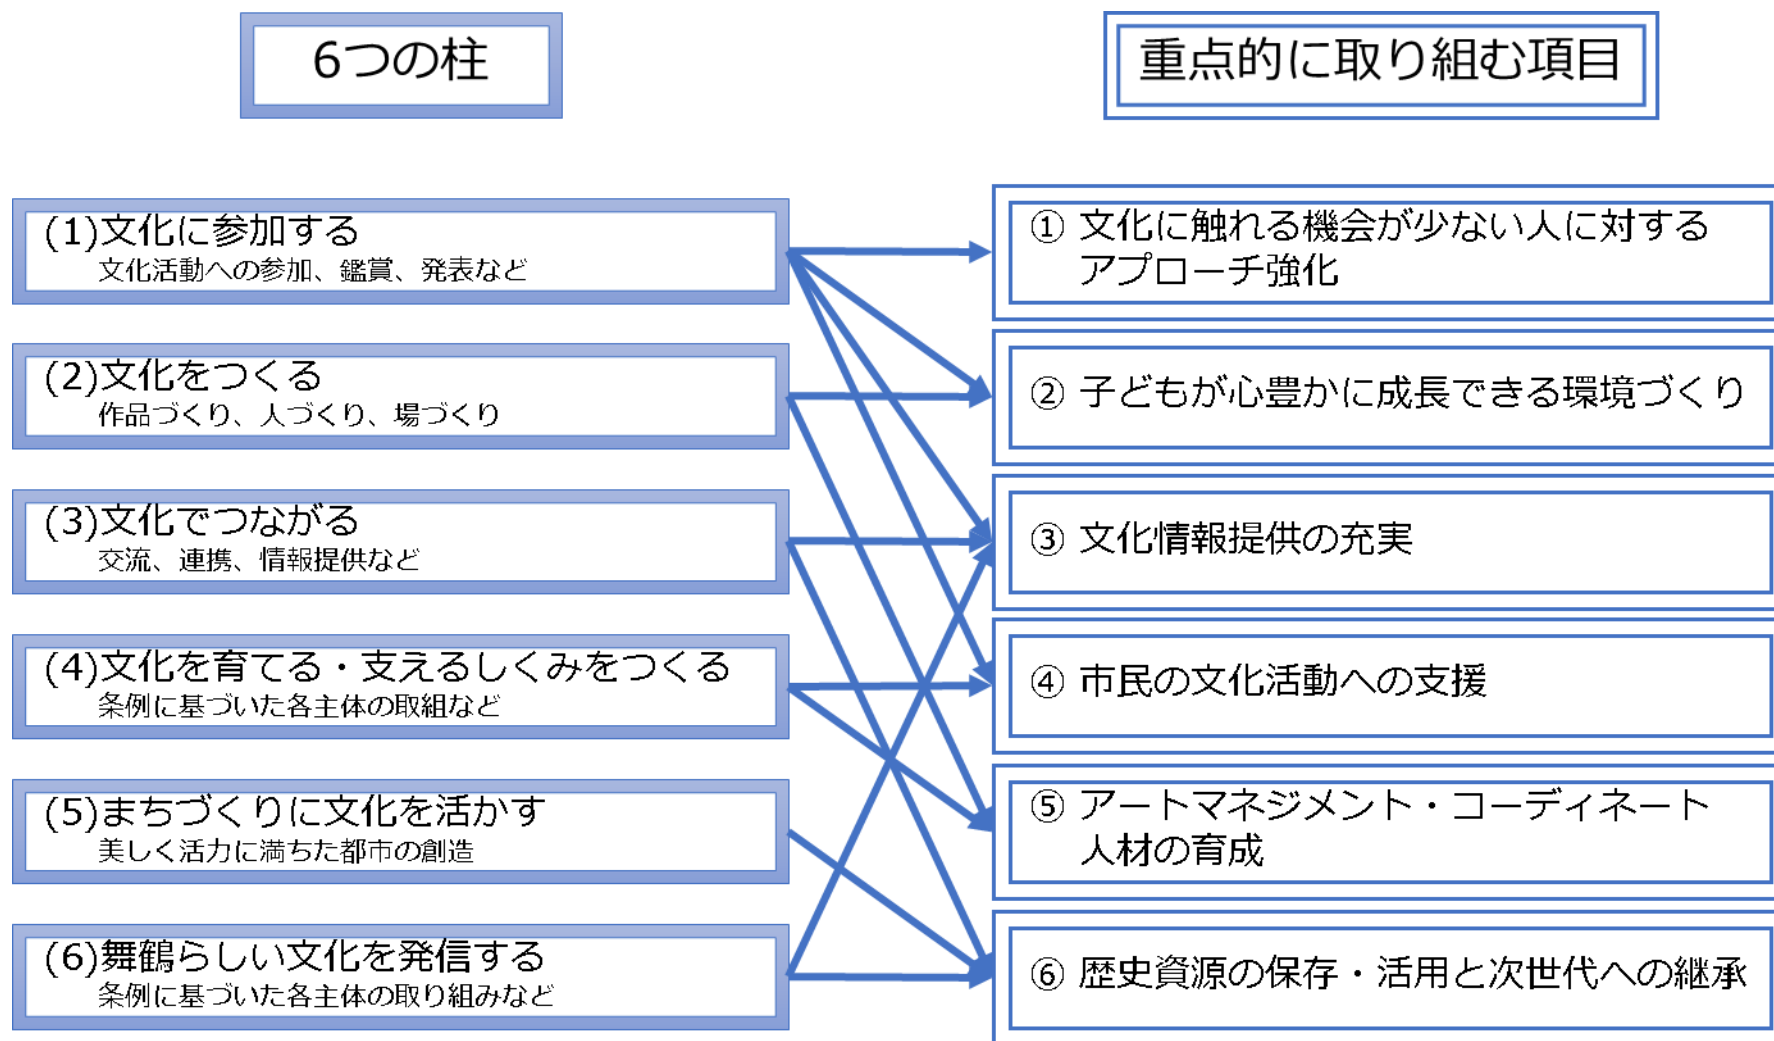 6つの柱
重点的に取り組む項目
(1)文化に参加する
文化活動への参加、鑑賞、発表など
(2)文化をつくる
作品づくり、人づくり、場づくり
(3)文化でつながる
交流、連携、情報提供など
(4)文化を育てる・支えるしくみをつくる
条例に基づいた各主体の取組など
(5)まちづくりに文化を活かす
美しく活力に満ちた都市の創造
(6)舞鶴らしい文化を発信する
条例に基づいた各主体の取り組みなど
① 文化に触れる機会が少ない人に対する
アプローチ強化
② 子どもが心豊かに成長できる環境づくり
③ 文化情報提供の充実
④ 市民の文化活動への支援
⑤ アートマネジメント・コーディネート
人材の育成
⑥ 歴史資源の保存・活用と次世代への継承